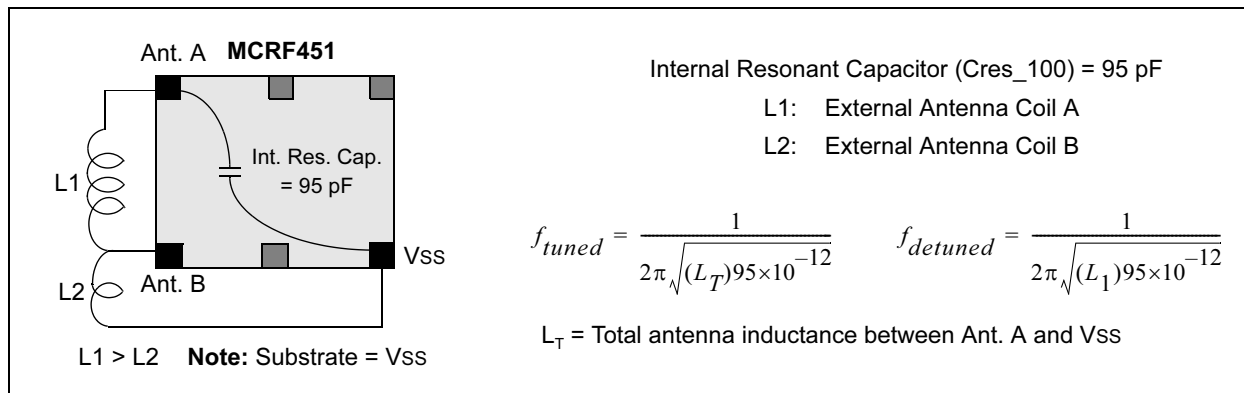 Ant. A MCRF451
L1
Int. Res. Cap.
= 95 pF
VSS
Ant. B
L2
L1 > L2 Note: Substrate = VSS
Internal Resonant Capacitor (Cres_100) = 95 pF
L1: External Antenna Coil A
L2: External Antenna Coil B
f_tuned = 1 / (2π√((L_T)95×10^-12))
f_detuned = 1 / (2π√((L_1)95×10^-12))
L_T = Total antenna inductance between Ant. A and VSS